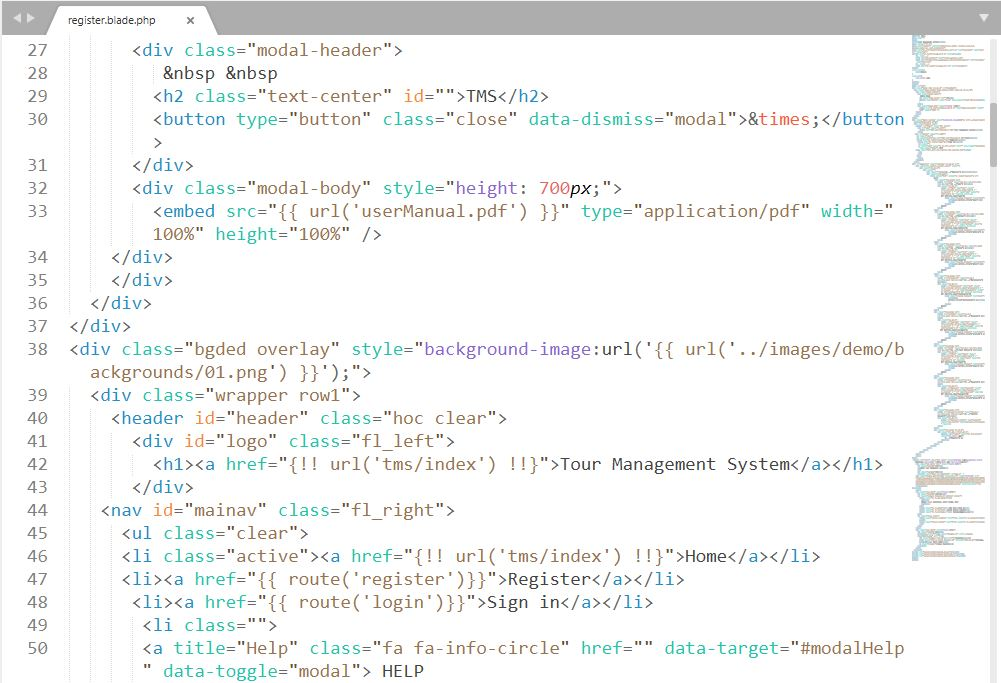 register.blade.php ×
27 <div class="modal-header">
28 &nbsp &nbsp
29 <h2 class="text-center" id="">TMS</h2>
30 <button type="button" class="close" data-dismiss="modal">&times;</button
>
31 </div>
32 <div class="modal-body" style="height: 700px;">
33 <embed src="{{ url('userManual.pdf') }}" type="application/pdf" width="
100%" height="100%" />
34 </div>
35 </div>
36 </div>
37 </div>
38 <div class="bgded overlay" style="background-image:url('{{ url('../images/demo/b
ackgrounds/01.png') }}');">
39 <div class="wrapper row1">
40 <header id="header" class="hoc clear">
41 <div id="logo" class="fl_left">
42 <h1><a href="{!! url('tms/index') !!}">Tour Management System</a></h1>
43 </div>
44 <nav id="mainav" class="fl_right">
45 <ul class="clear">
46 <li class="active"><a href="{!! url('tms/index') !!}">Home</a></li>
47 <li><a href="{{ route('register')}}">Register</a></li>
48 <li><a href="{{ route('login')}}">Sign in</a></li>
49 <li class="">
50 <a title="Help" class="fa fa-info-circle" href="" data-target="#modalHelp
" data-toggle="modal"> HELP